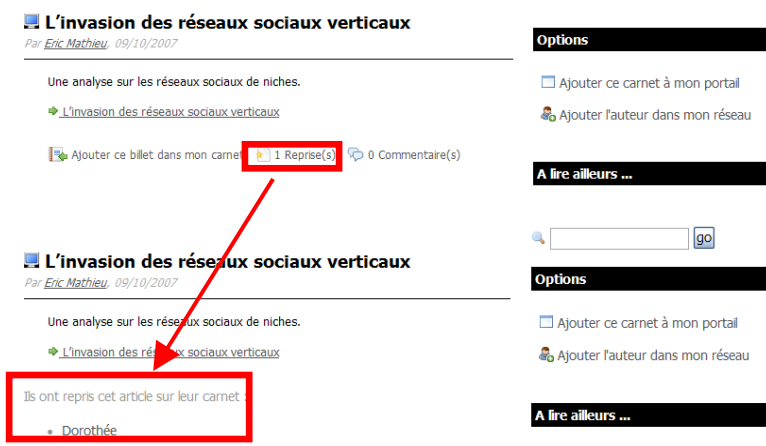 L'invasion des réseaux sociaux verticaux
Par Eric Mathieu, 09/10/2007
Une analyse sur les réseaux sociaux de niches.
L'invasion des réseaux sociaux verticaux
Ajouter ce billet dans mon carnet 1 Reprise(s) 0 Commentaire(s)
Options
Ajouter ce carnet à mon portail
Ajouter l'auteur dans mon réseau
A lire ailleurs ...
go
L'invasion des réseaux sociaux verticaux
Par Eric Mathieu, 09/10/2007
Une analyse sur les réseaux sociaux de niches.
L'invasion des réseaux sociaux verticaux
Ils ont repris cet article sur leur carnet :
Dorothée
Options
Ajouter ce carnet à mon portail
Ajouter l'auteur dans mon réseau
A lire ailleurs ...